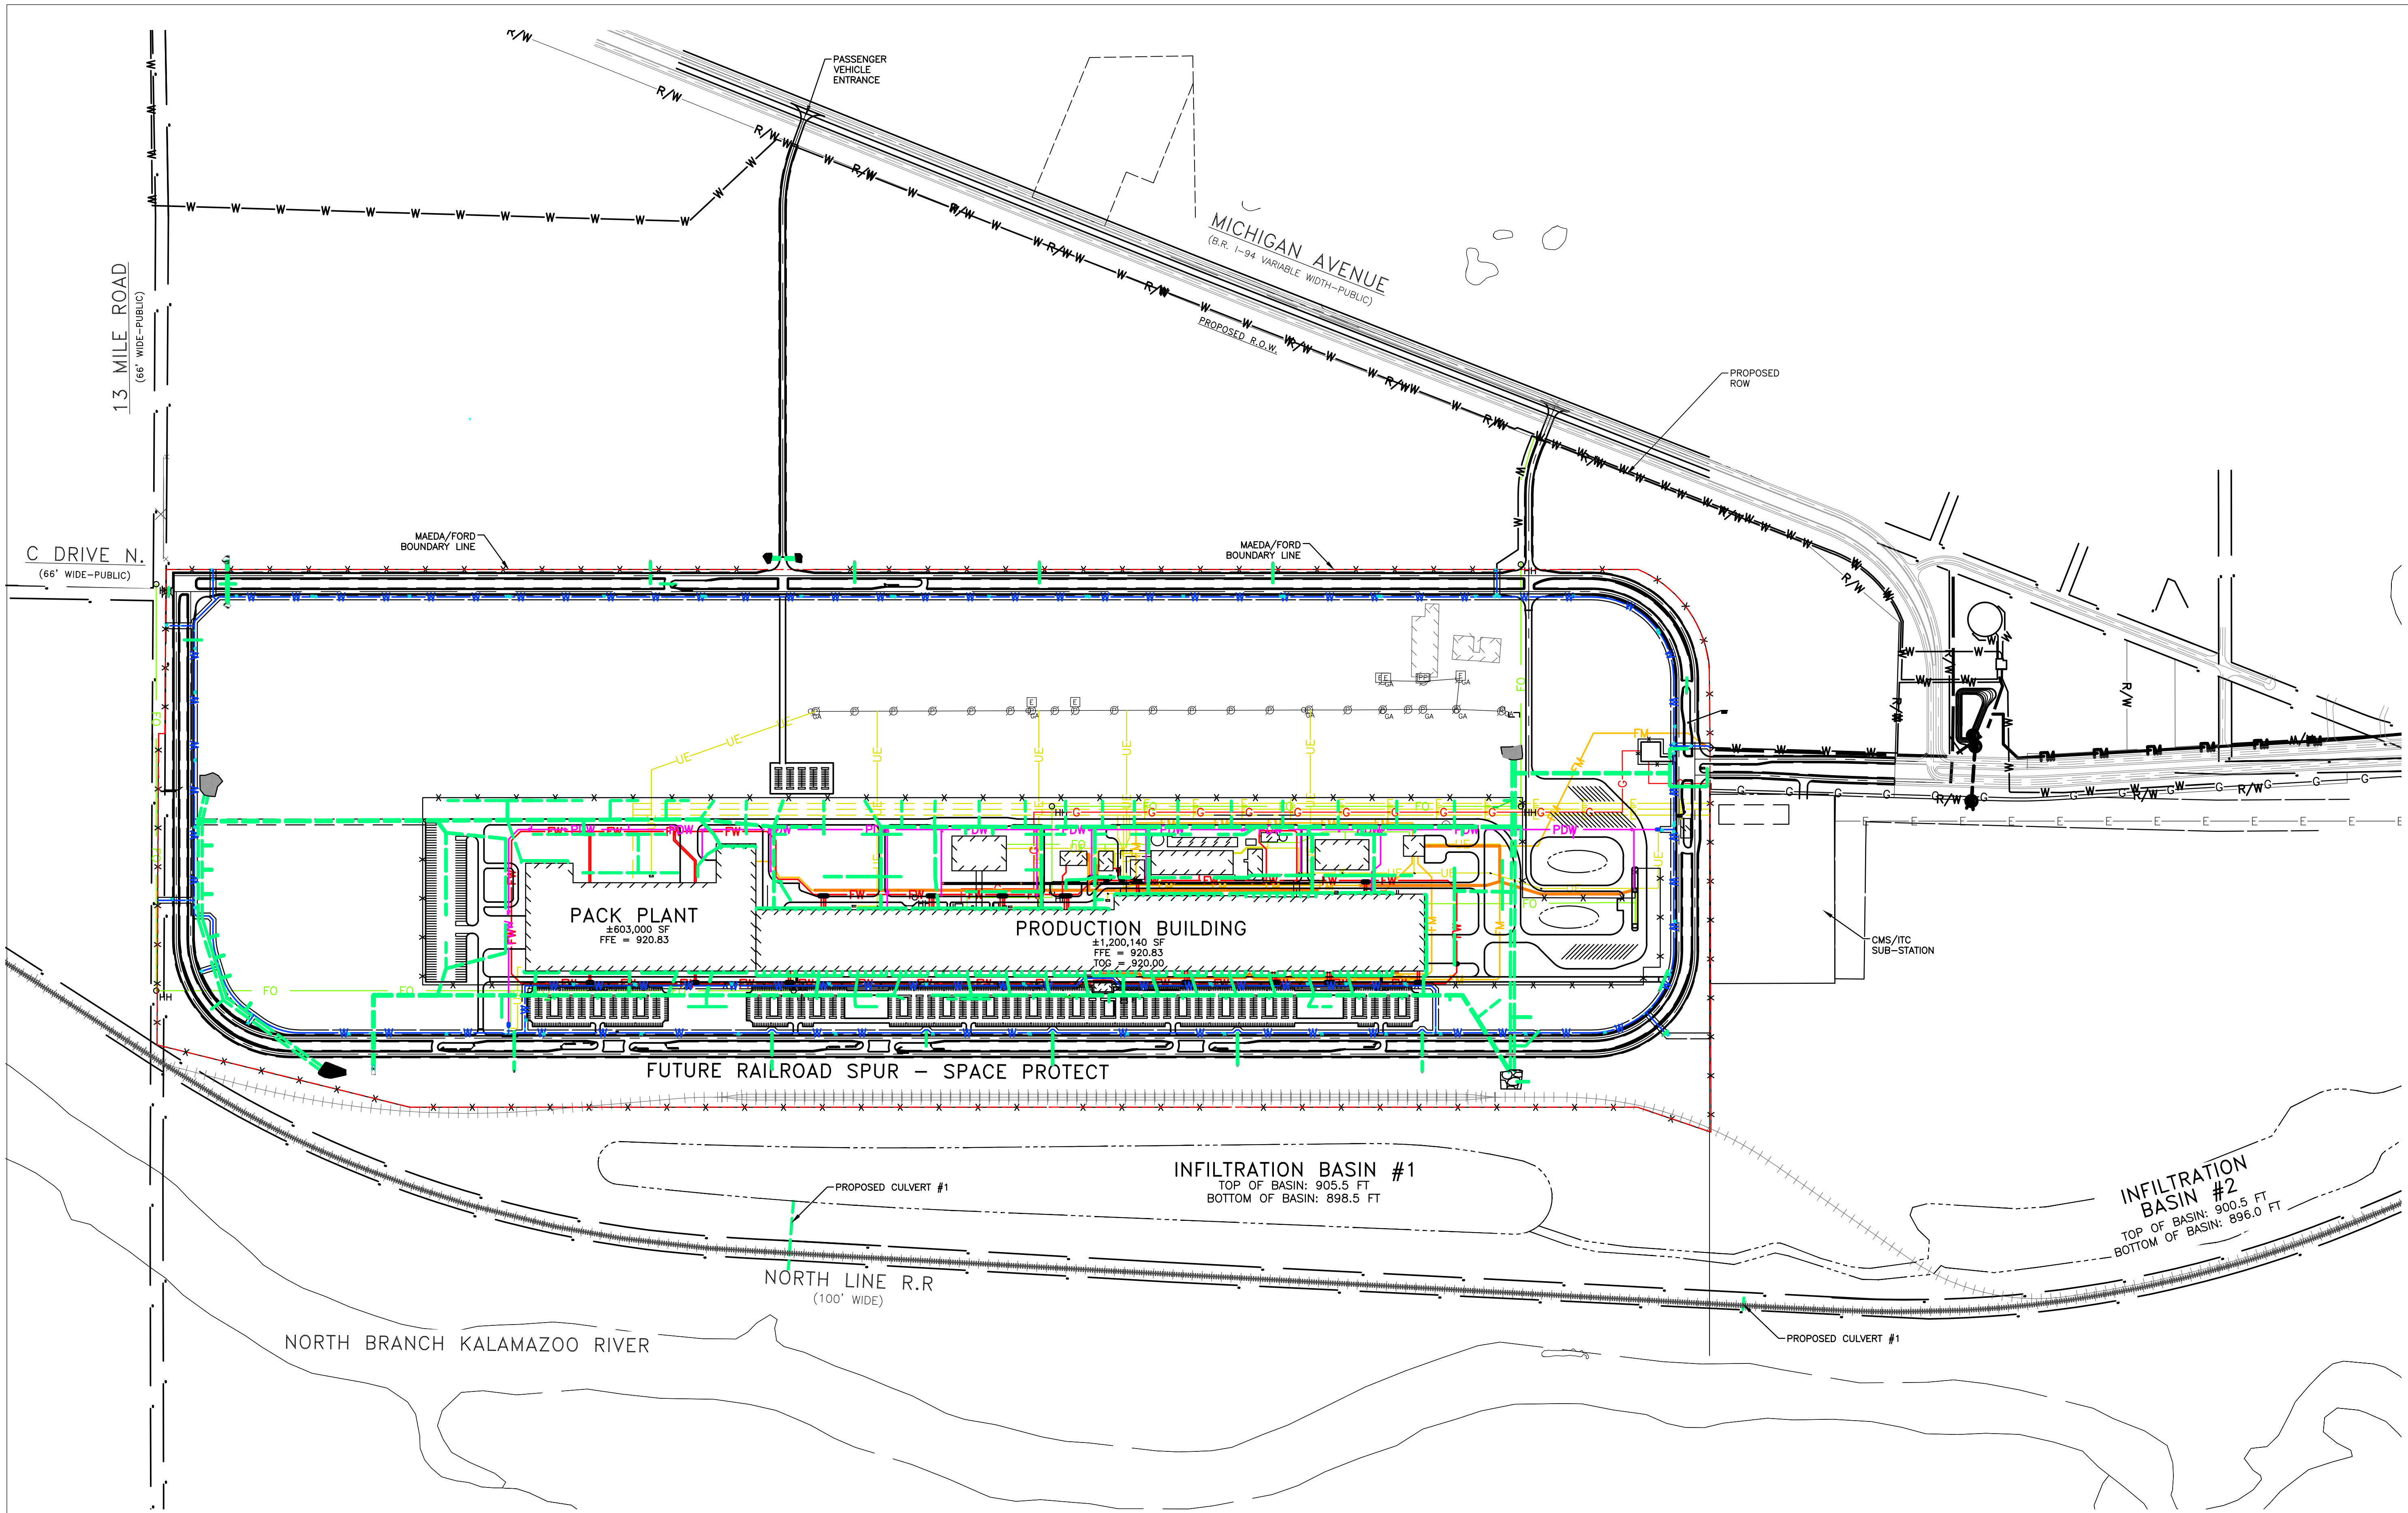 PASSENGER
VEHICLE
ENTRANCE
R/W
R/W
R/W
13 MILE ROAD
(66' WIDE-PUBLIC)
MICHIGAN AVENUE
(B.R. I-94 VARIABLE WIDTH-PUBLIC)
PROPOSED R.O.W.
PROPOSED
ROW
C DRIVE N.
(66' WIDE-PUBLIC)
MAEDA/FORD
BOUNDARY LINE
MAEDA/FORD
BOUNDARY LINE
PACK PLANT
±603,000 SF
FFE = 920.83
PRODUCTION BUILDING
±1,200,140 SF
FFE = 920.83
TOG = 920.00
CMS/ITC
SUB-STATION
FUTURE RAILROAD SPUR - SPACE PROTECT
INFILTRATION BASIN #1
TOP OF BASIN: 905.5 FT
BOTTOM OF BASIN: 898.5 FT
INFILTRATION
BASIN #2
TOP OF BASIN: 900.5 FT
BOTTOM OF BASIN: 896.0 FT
PROPOSED CULVERT #1
NORTH LINE R.R
(100' WIDE)
PROPOSED CULVERT #1
NORTH BRANCH KALAMAZOO RIVER